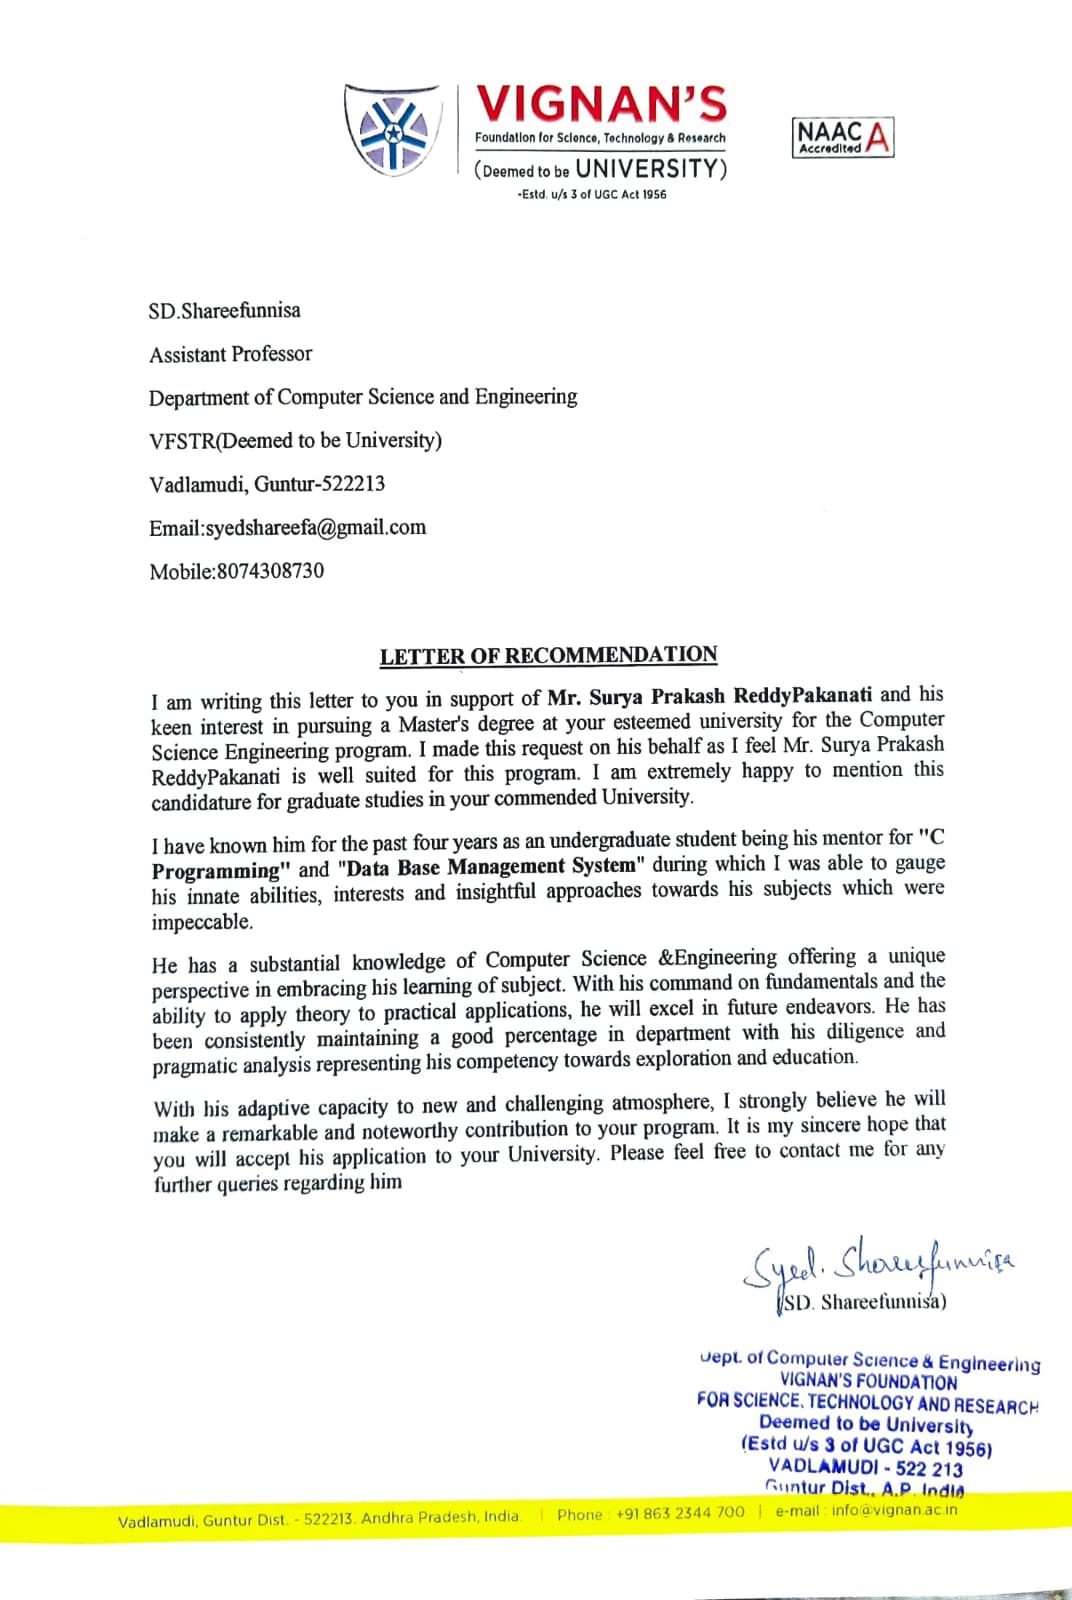 VIGNAN'S
Foundation for Science, Technology & Research
(Deemed to be UNIVERSITY)
-Estd. u/s 3 of UGC Act 1956
NAAC A
Accredited
SD.Shareefunnisa
Assistant Professor
Department of Computer Science and Engineering
VFSTR(Deemed to be University)
Vadlamudi, Guntur-522213
Email:syedshareefa@gmail.com
Mobile:8074308730
LETTER OF RECOMMENDATION
I am writing this letter to you in support of Mr. Surya Prakash ReddyPakanati and his
keen interest in pursuing a Master's degree at your esteemed university for the Computer
Science Engineering program. I made this request on his behalf as I feel Mr. Surya Prakash
ReddyPakanati is well suited for this program. I am extremely happy to mention this
candidature for graduate studies in your commended University.
I have known him for the past four years as an undergraduate student being his mentor for "C
Programming" and "Data Base Management System" during which I was able to gauge
his innate abilities, interests and insightful approaches towards his subjects which were
impeccable.
He has a substantial knowledge of Computer Science &Engineering offering a unique
perspective in embracing his learning of subject. With his command on fundamentals and the
ability to apply theory to practical applications, he will excel in future endeavors. He has
been consistently maintaining a good percentage in department with his diligence and
pragmatic analysis representing his competency towards exploration and education.
With his adaptive capacity to new and challenging atmosphere, I strongly believe he will
make a remarkable and noteworthy contribution to your program. It is my sincere hope that
you will accept his application to your University. Please feel free to contact me for any
further queries regarding him
Syed. Shareefunnisa
(SD. Shareefunnisa)
Dept. of Computer Science & Engineering
VIGNAN'S FOUNDATION
FOR SCIENCE, TECHNOLOGY AND RESEARCH
Deemed to be University
(Estd u/s 3 of UGC Act 1956)
VADLAMUDI - 522 213
Guntur Dist., A.P. India
Vadlamudi, Guntur Dist. - 522213. Andhra Pradesh, India. | Phone : +91 863 2344 700 | e-mail : info@vignan.ac.in